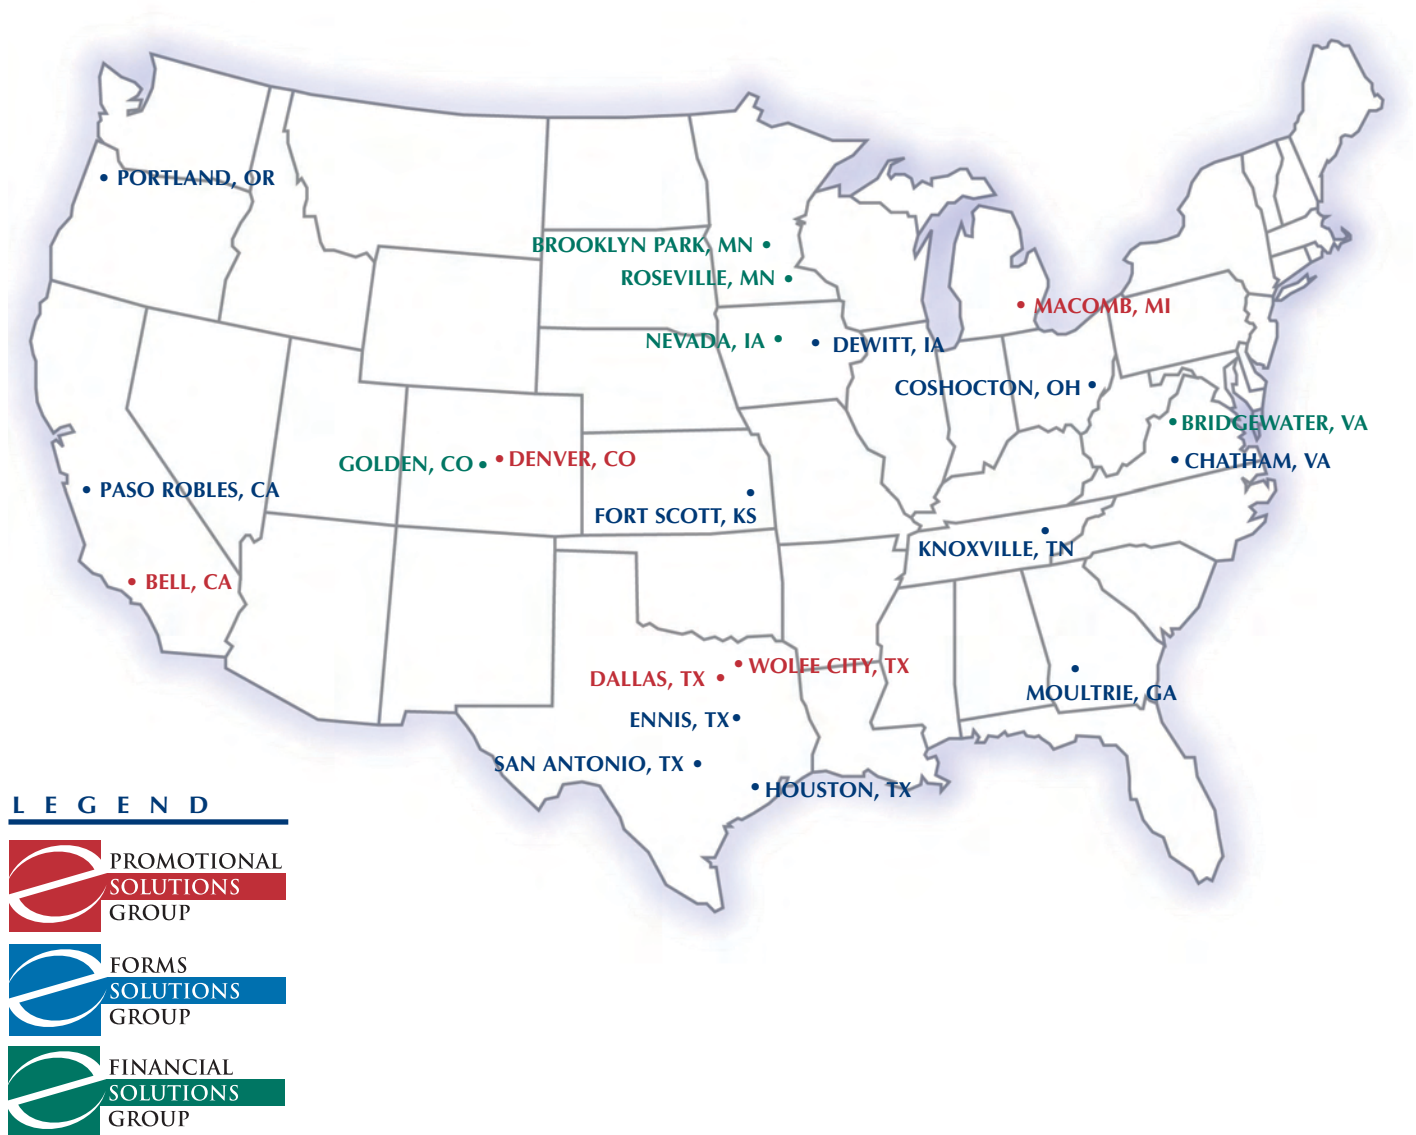 PORTLAND, OR
BROOKLYN PARK, MN
ROSEVILLE, MN
MACOMB, MI
NEVADA, IA
DEWITT, IA
COSHOCTON, OH
BRIDGEWATER, VA
GOLDEN, CO
DENVER, CO
CHATHAM, VA
PASO ROBLES, CA
FORT SCOTT, KS
KNOXVILLE, TN
BELL, CA
WOLFE CITY, TX
DALLAS, TX
MOULTRIE, GA
ENNIS, TX
SAN ANTONIO, TX
HOUSTON, TX
LEGEND
PROMOTIONAL
SOLUTIONS
GROUP
FORMS
SOLUTIONS
GROUP
FINANCIAL
SOLUTIONS
GROUP